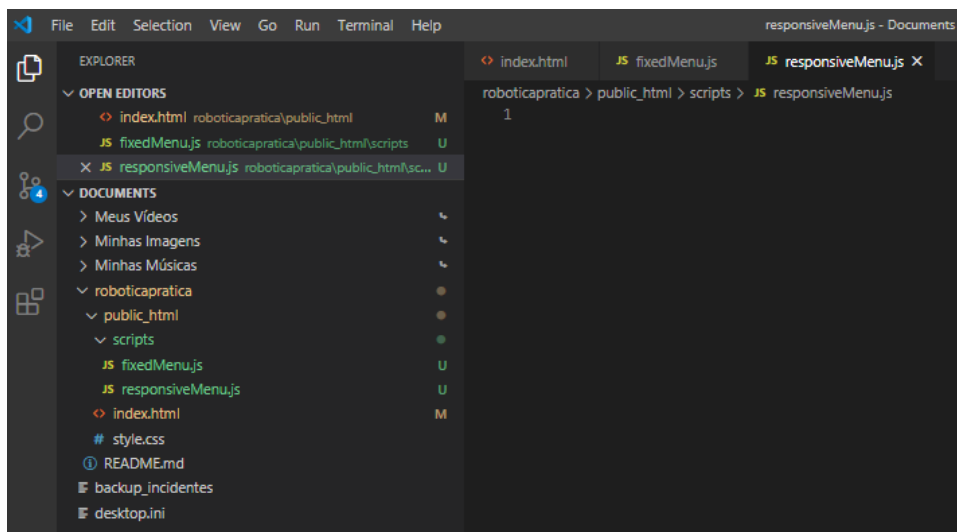 File Edit Selection View Go Run Terminal Help responsiveMenu.js - Documents
EXPLORER
OPEN EDITORS
index.html roboticapratica\public_html M
JS fixedMenu.js roboticapratica\public_html\scripts U
JS responsiveMenu.js roboticapratica\public_html\sc... U
DOCUMENTS
Meus Vídeos
Minhas Imagens
Minhas Músicas
roboticapratica
public_html
scripts
JS fixedMenu.js U
JS responsiveMenu.js U
index.html M
# style.css
README.md
backup_incidentes
desktop.ini
4
index.html JS fixedMenu.js JS responsiveMenu.js
roboticapratica > public_html > scripts > JS responsiveMenu.js
1